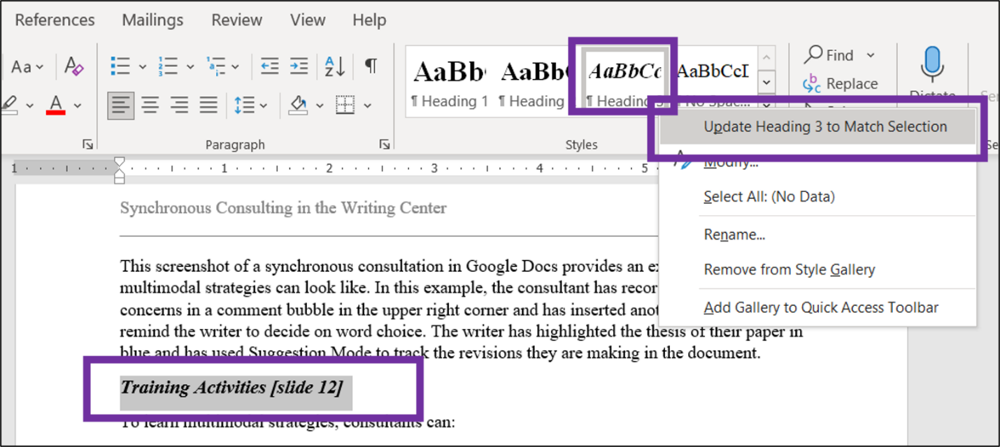 References Mailings Review View Help
Aa Find
AaBb AaBb AaBbCc AaBbCcI
A Replace
¶ Heading 1 ¶ Heading ¶ Heading 3 ¶ No Spac...
Dictate
Update Heading 3 to Match Selection
Paragraph Styles
1 1 2 3 4 5
Modify...
Select All: (No Data)
Rename...
Remove from Style Gallery
Add Gallery to Quick Access Toolbar
Synchronous Consulting in the Writing Center
This screenshot of a synchronous consultation in Google Docs provides an ex
multimodal strategies can look like. In this example, the consultant has recor
concerns in a comment bubble in the upper right corner and has inserted anot
remind the writer to decide on word choice. The writer has highlighted the thesis of their paper in
blue and has used Suggestion Mode to track the revisions they are making in the document.
Training Activities [slide 12]
To learn multimodal strategies, consultants can: